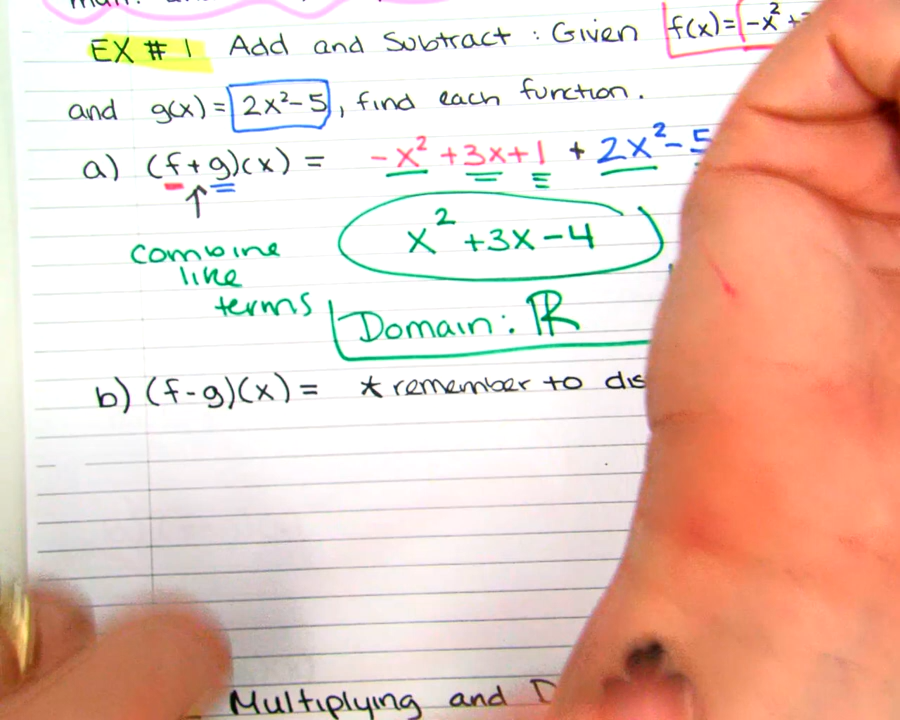 EX # 1 Add and Subtract : Given f(x)= -x² +
and g(x) = 2x²-5, find each function.
a) (f+g)(x) = -x² +3x+1 + 2x²-5
combine
like
terms
x² +3x-4
Domain: ℝ
b) (f-g)(x) = *remember to dis
Multiplying and